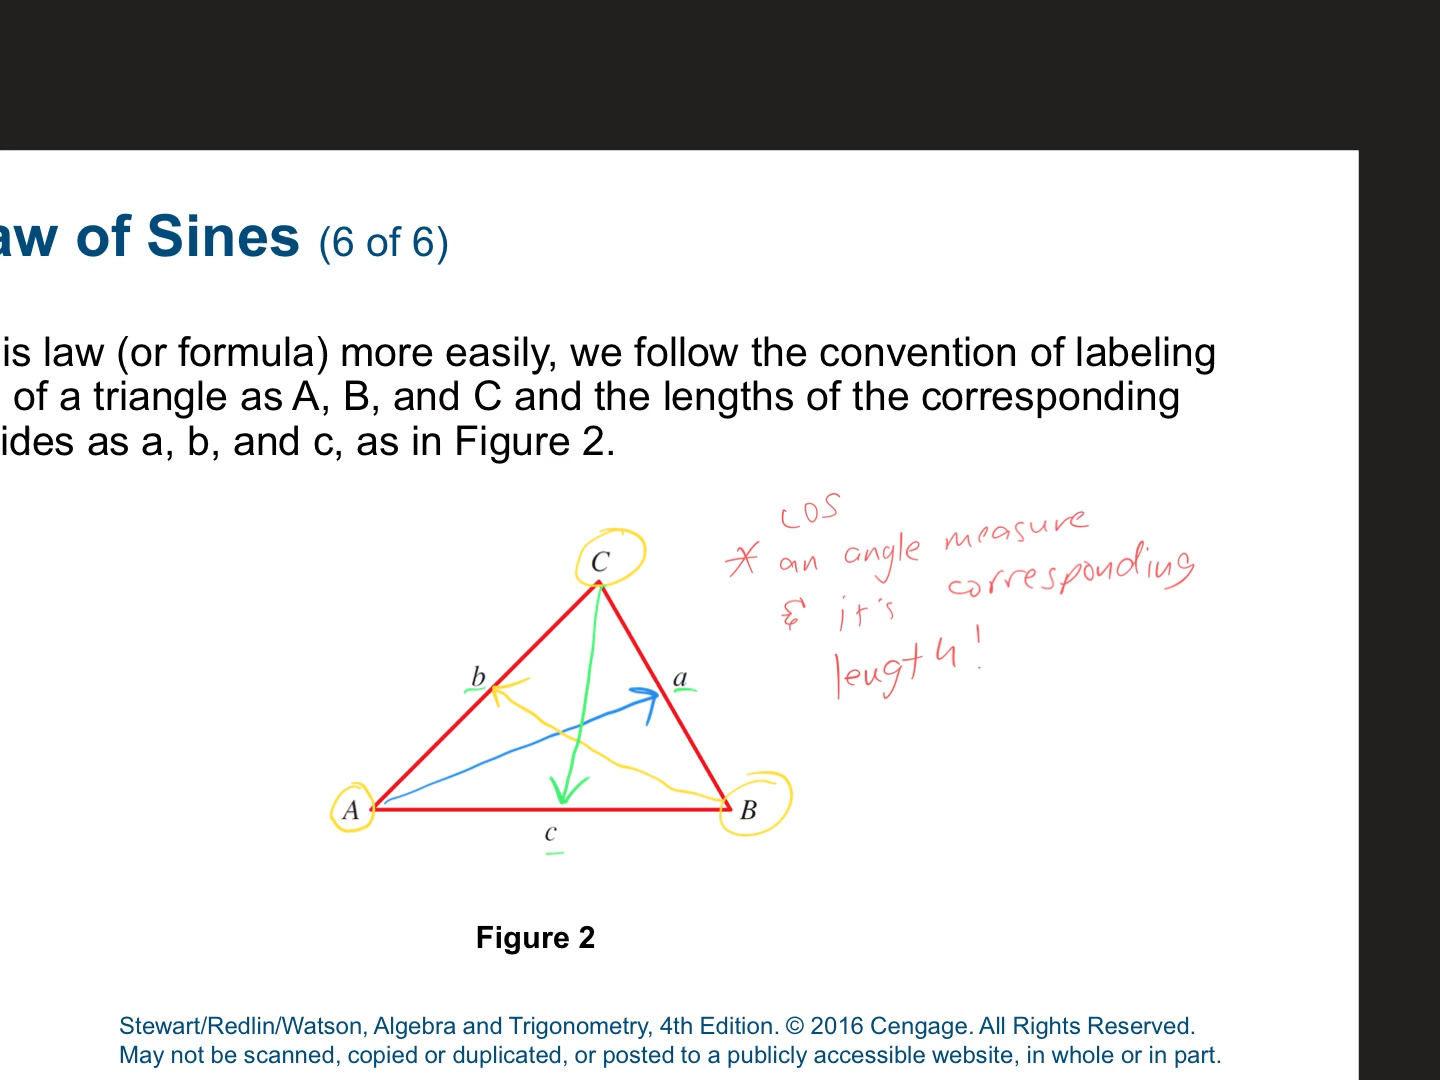 aw of Sines (6 of 6)
is law (or formula) more easily, we follow the convention of labeling
of a triangle as A, B, and C and the lengths of the corresponding
ides as a, b, and c, as in Figure 2.
cos
* an angle measure
& it's corresponding
length!
C
b
a
A
B
c
Figure 2
Stewart/Redlin/Watson, Algebra and Trigonometry, 4th Edition. © 2016 Cengage. All Rights Reserved.
May not be scanned, copied or duplicated, or posted to a publicly accessible website, in whole or in part.